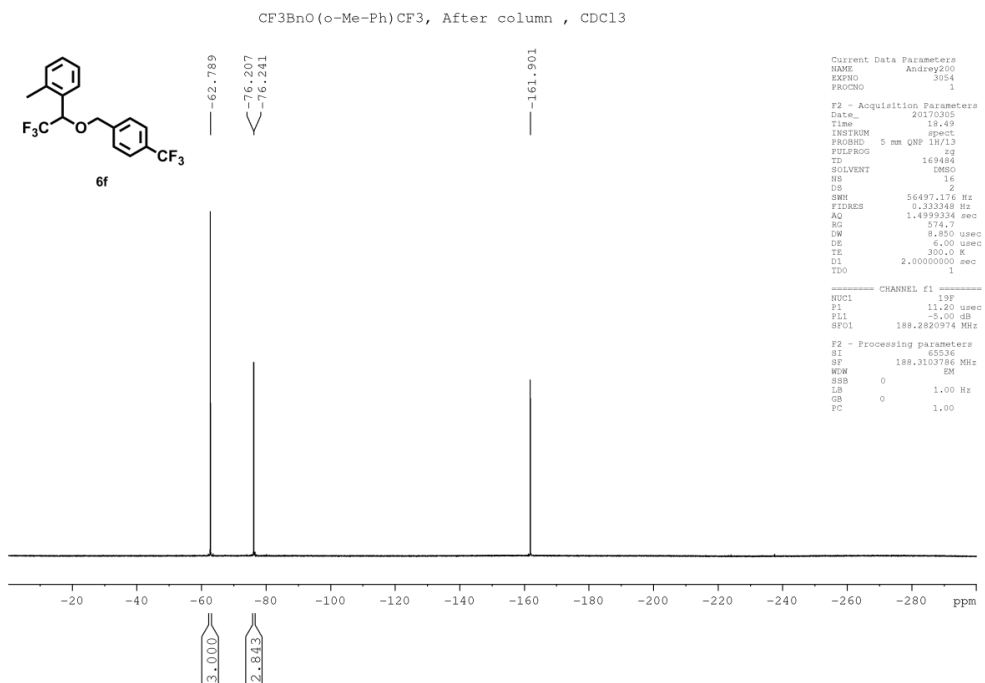 CF3BnO(o-Me-Ph)CF3, After column , CDCl3
-62.789
-76.207
-76.241
-161.901
F3C
O
CF3
6f
Current Data Parameters
NAME Andrey200
EXPNO 3054
PROCNO 1
F2 - Acquisition Parameters
Date_ 20170305
Time 18.49
INSTRUM spect
PROBHD 5 mm QNP 1H/13
PULPROG zg
TD 169484
SOLVENT DMSO
NS 16
DS 2
SWH 56497.176 Hz
FIDRES 0.333348 Hz
AQ 1.4999334 sec
RG 574.7
DW 8.850 usec
DE 6.00 usec
TE 300.0 K
D1 2.00000000 sec
TD0 1
======== CHANNEL f1 ========
NUC1 19F
P1 11.20 usec
PL1 -5.00 dB
SFO1 188.2820974 MHz
F2 - Processing parameters
SI 65536
SF 188.3103786 MHz
WDW EM
SSB 0
LB 1.00 Hz
GB 0
PC 1.00
-20 -40 -60 -80 -100 -120 -140 -160 -180 -200 -220 -240 -260 -280 ppm
3.000
2.843